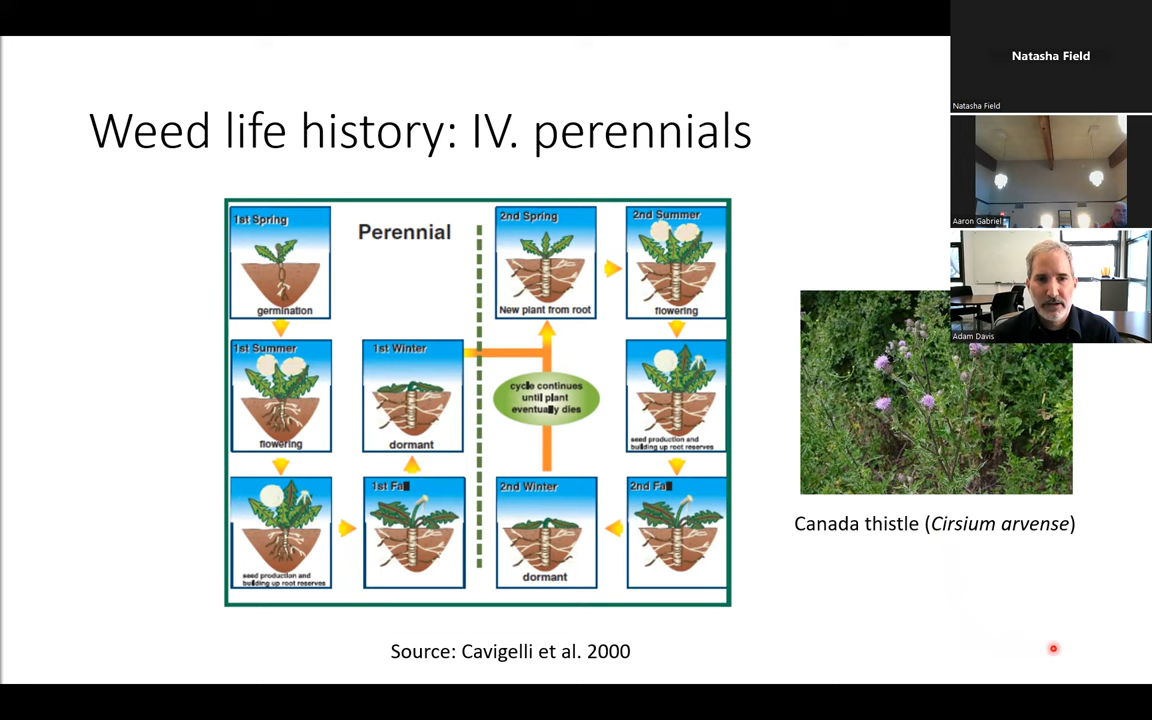 Natasha Field
Natasha Field
Aaron Gabriel
Adam Davis
Weed life history: IV. perennials
Perennial
1st Spring
germination
1st Summer
flowering
seed production and
building up root reserves
1st Fall
1st Winter
dormant
2nd Spring
New plant from root
2nd Summer
flowering
seed production and
building up root reserves
2nd Fall
2nd Winter
dormant
cycle continues
until plant
eventually dies
Canada thistle (Cirsium arvense)
Source: Cavigelli et al. 2000